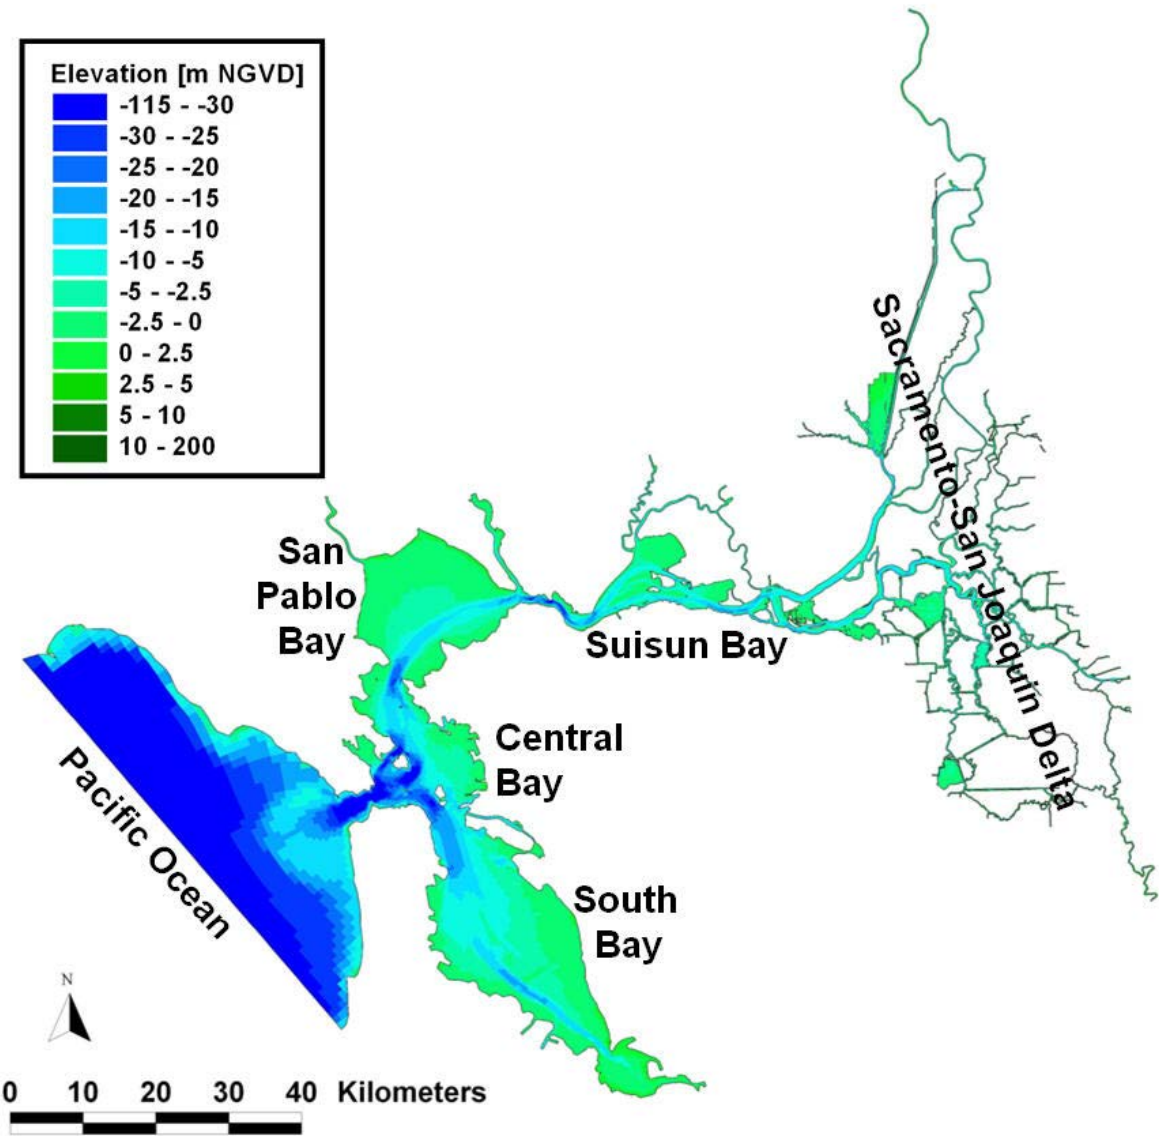 Elevation [m NGVD]
-115 - -30
-30 - -25
-25 - -20
-20 - -15
-15 - -10
-10 - -5
-5 - -2.5
-2.5 - 0
0 - 2.5
2.5 - 5
5 - 10
10 - 200
Sacramento-San Joaquin Delta
San
Pablo
Bay
Suisun Bay
Central
Bay
Pacific Ocean
South
Bay
N
0 10 20 30 40 Kilometers